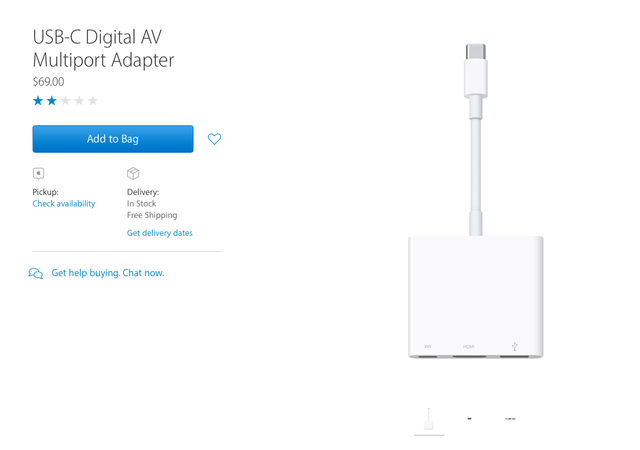 USB-C Digital AV
Multiport Adapter
$69.00
Add to Bag
Pickup:
Check availability
Delivery:
In Stock
Free Shipping
Get delivery dates
Get help buying. Chat now.
HDMI